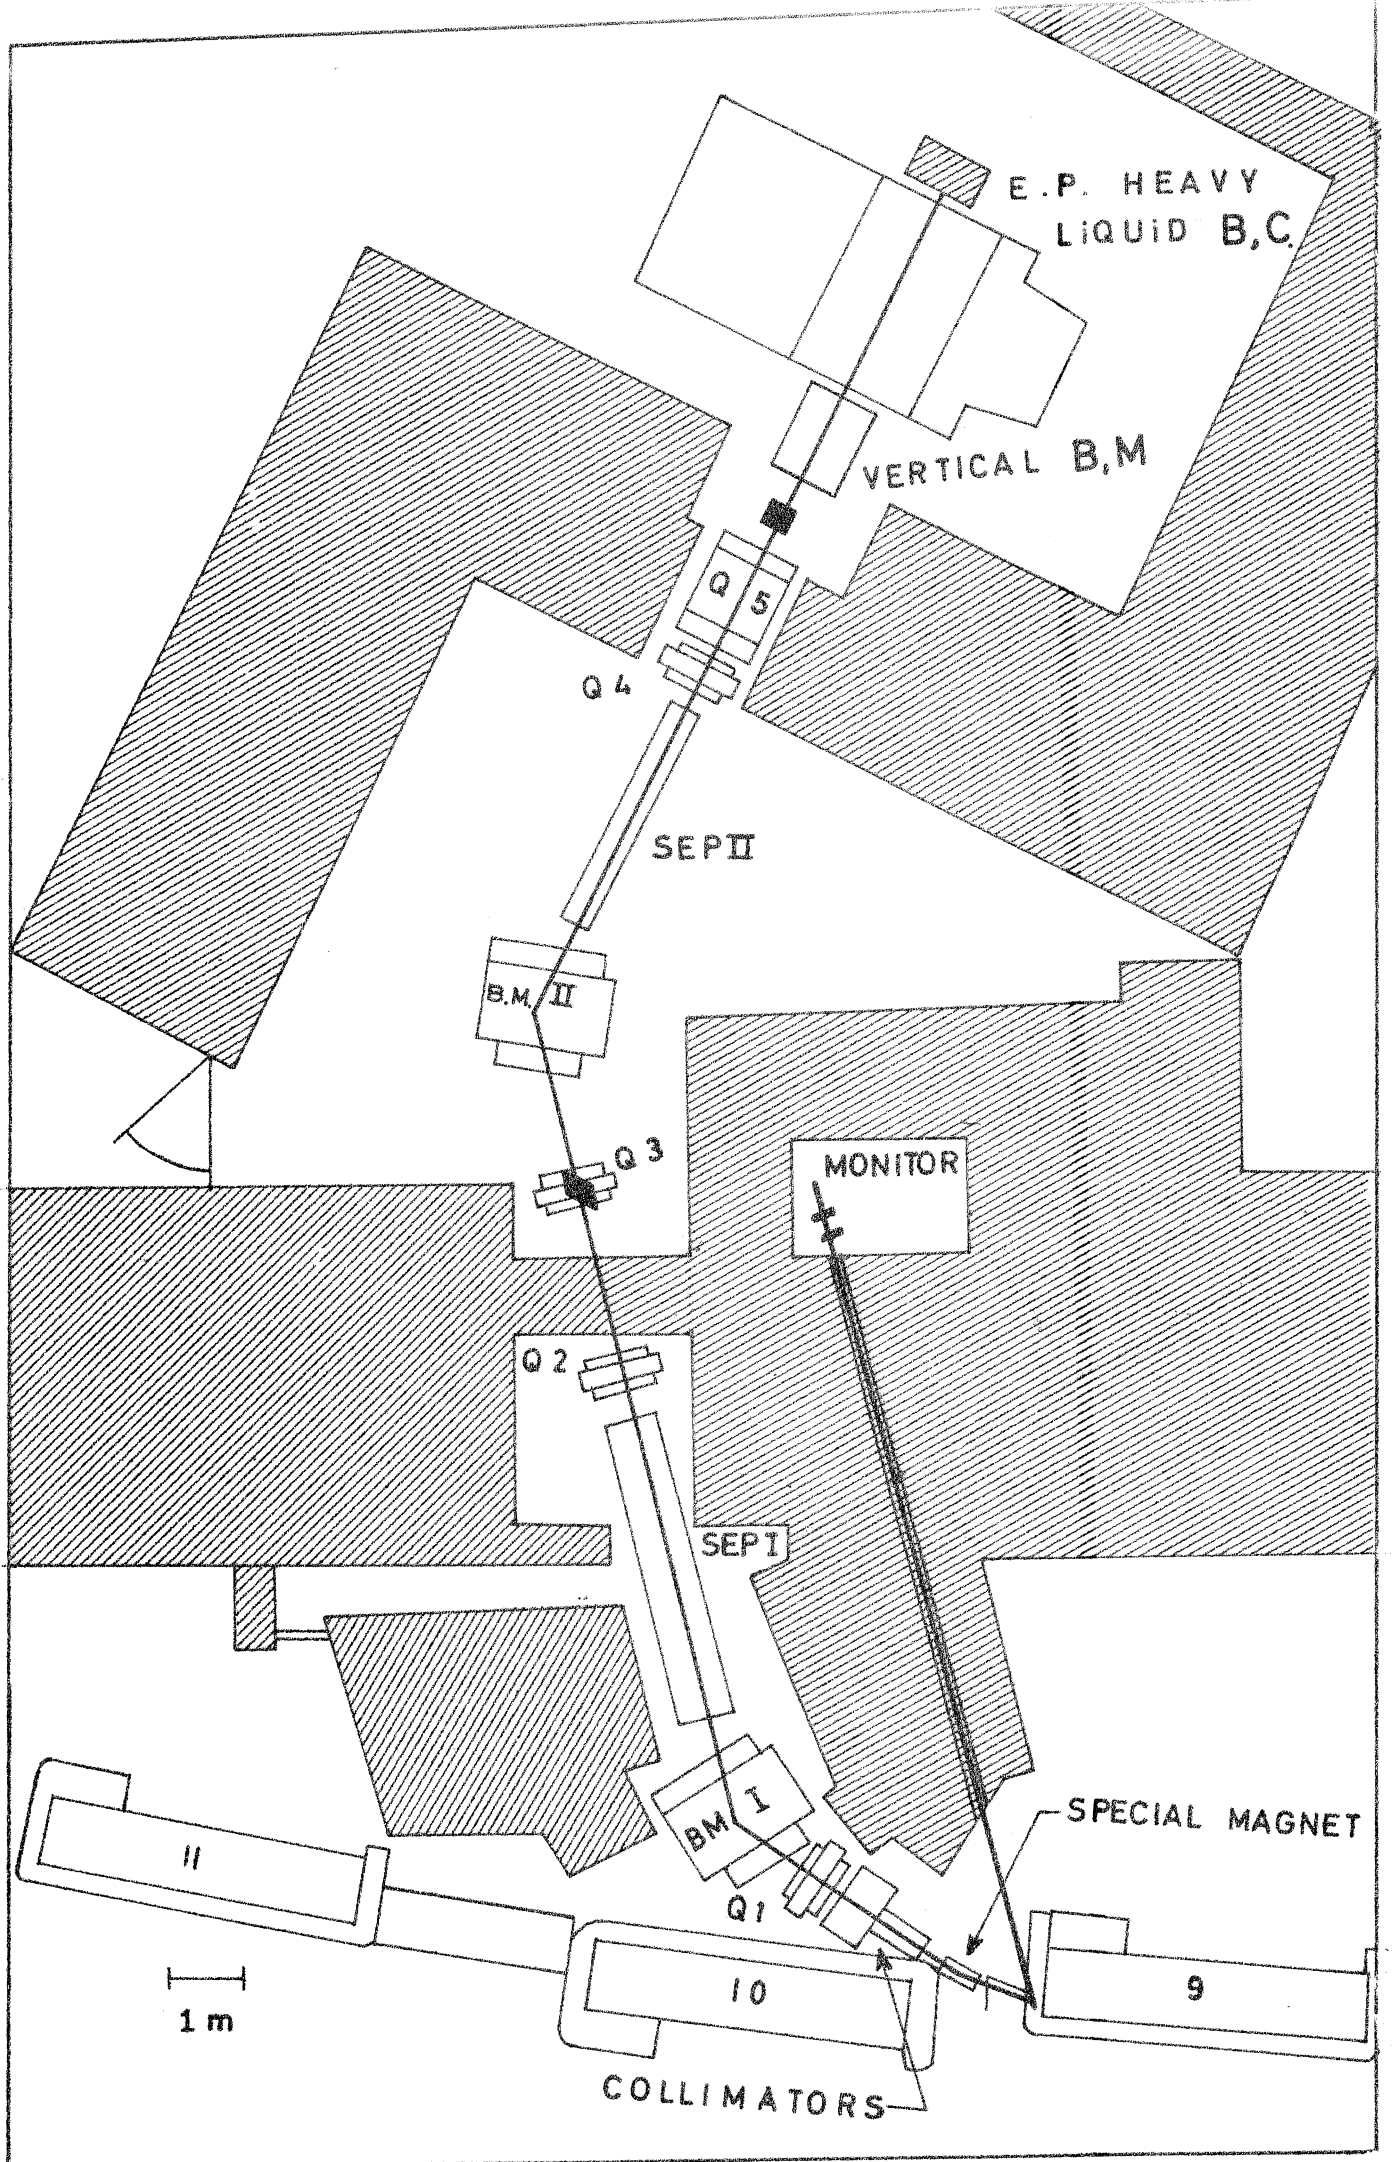 E.P. HEAVY
LiQUiD B,C.
VERTICAL B,M
Q 5
Q 4
SEP II
B.M. II
Q 3
MONITOR
Q 2
SEP I
BM I
SPECIAL MAGNET
11
Q 1
10
9
1 m
COLLIMATORS